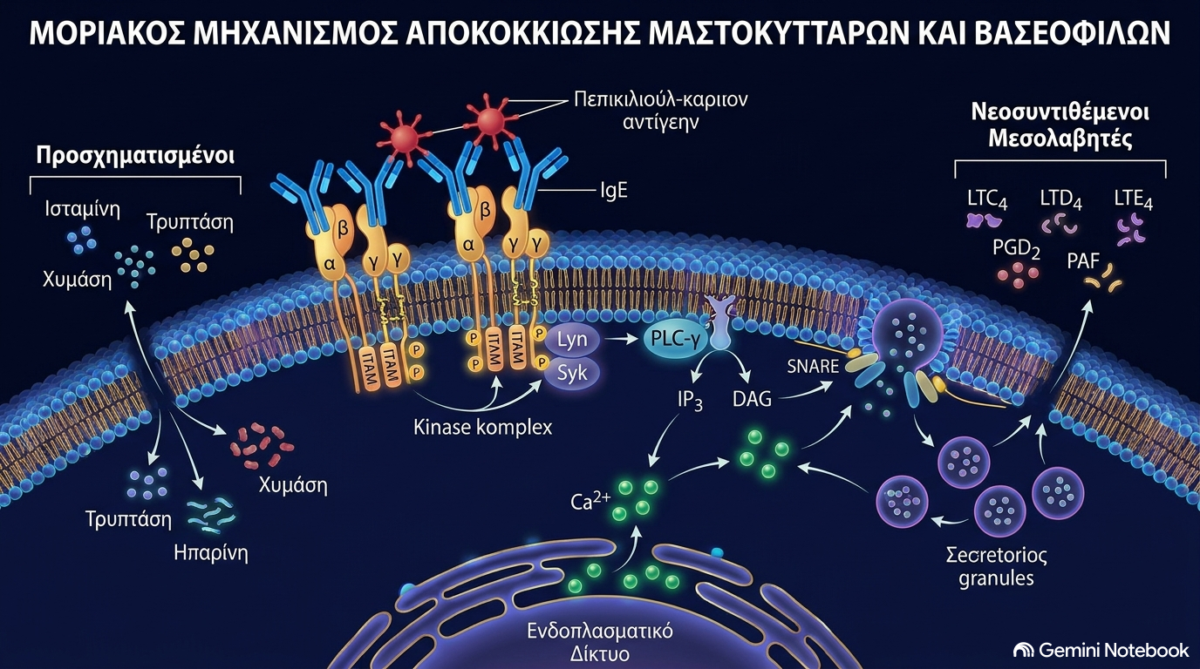 ΜΟΡΙΑΚΟΣ ΜΗΧΑΝΙΣΜΟΣ ΑΠΟΚΟΚΚΙΩΣΗΣ ΜΑΣΤΟΚΥΤΤΑΡΩΝ ΚΑΙ ΒΑΣΕΟΦΙΛΩΝ
Προσχηματισμένοι
Ισταμίνη
Τρυπτάση
Χυμάση
Πεπικιλιούλ-καριτον
αντίγεην
IgE
Νεοσυντιθέμενοι
Μεσολαβητές
LTC4
LTD4
LTE4
PGD2
PAF
β
α
γ
γ
β
α
γ
γ
ITAM
ITAM
P
P
P
P
ITAM
ITAM
P
P
Lyn
Syk
PLC-γ
Kinase komplex
IP3
DAG
SNARE
Ca2+
Χυμάση
Τρυπτάση
Ηπαρίνη
Σεcretorιος
granules
Ενδοπλασματικό
Δίκτυο
Gemini Notebook